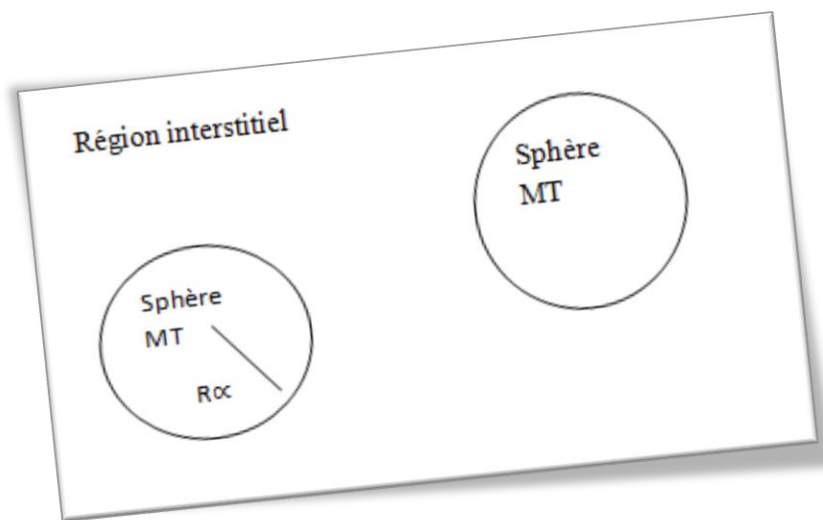 Région interstitiel
Sphère
MT
Sphère
MT
R∝